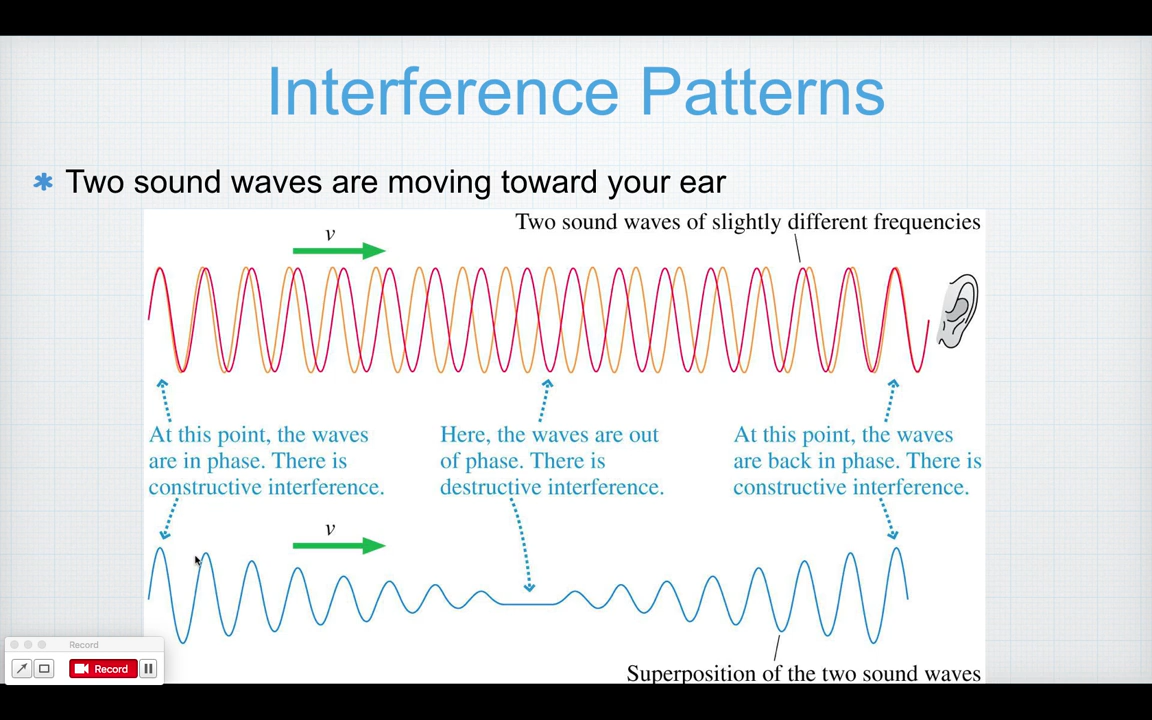 Interference Patterns
Two sound waves are moving toward your ear
Two sound waves of slightly different frequencies
v
At this point, the waves
are in phase. There is
constructive interference.
Here, the waves are out
of phase. There is
destructive interference.
At this point, the waves
are back in phase. There is
constructive interference.
v
Superposition of the two sound waves
Record
Record